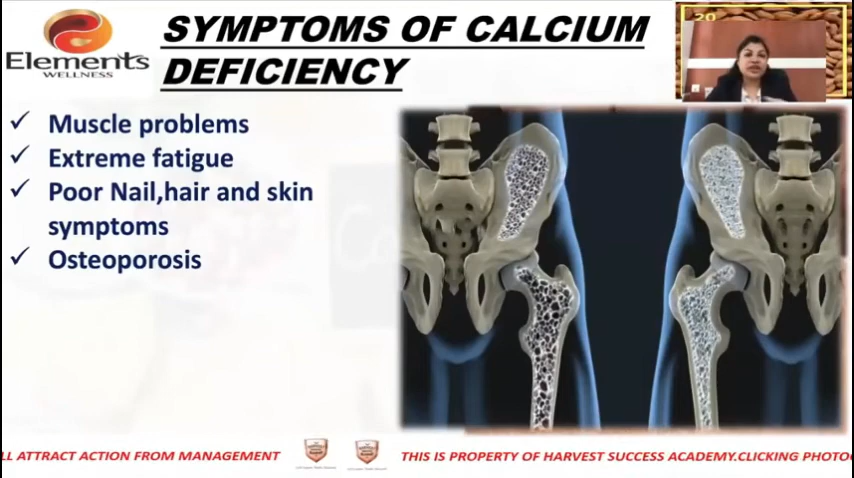 Elements
WELLNESS
SYMPTOMS OF CALCIUM
DEFICIENCY
20
✓ Muscle problems
✓ Extreme fatigue
✓ Poor Nail,hair and skin
symptoms
✓ Osteoporosis
LL ATTRACT ACTION FROM MANAGEMENT
THIS IS PROPERTY OF HARVEST SUCCESS ACADEMY.CLICKING PHOTO